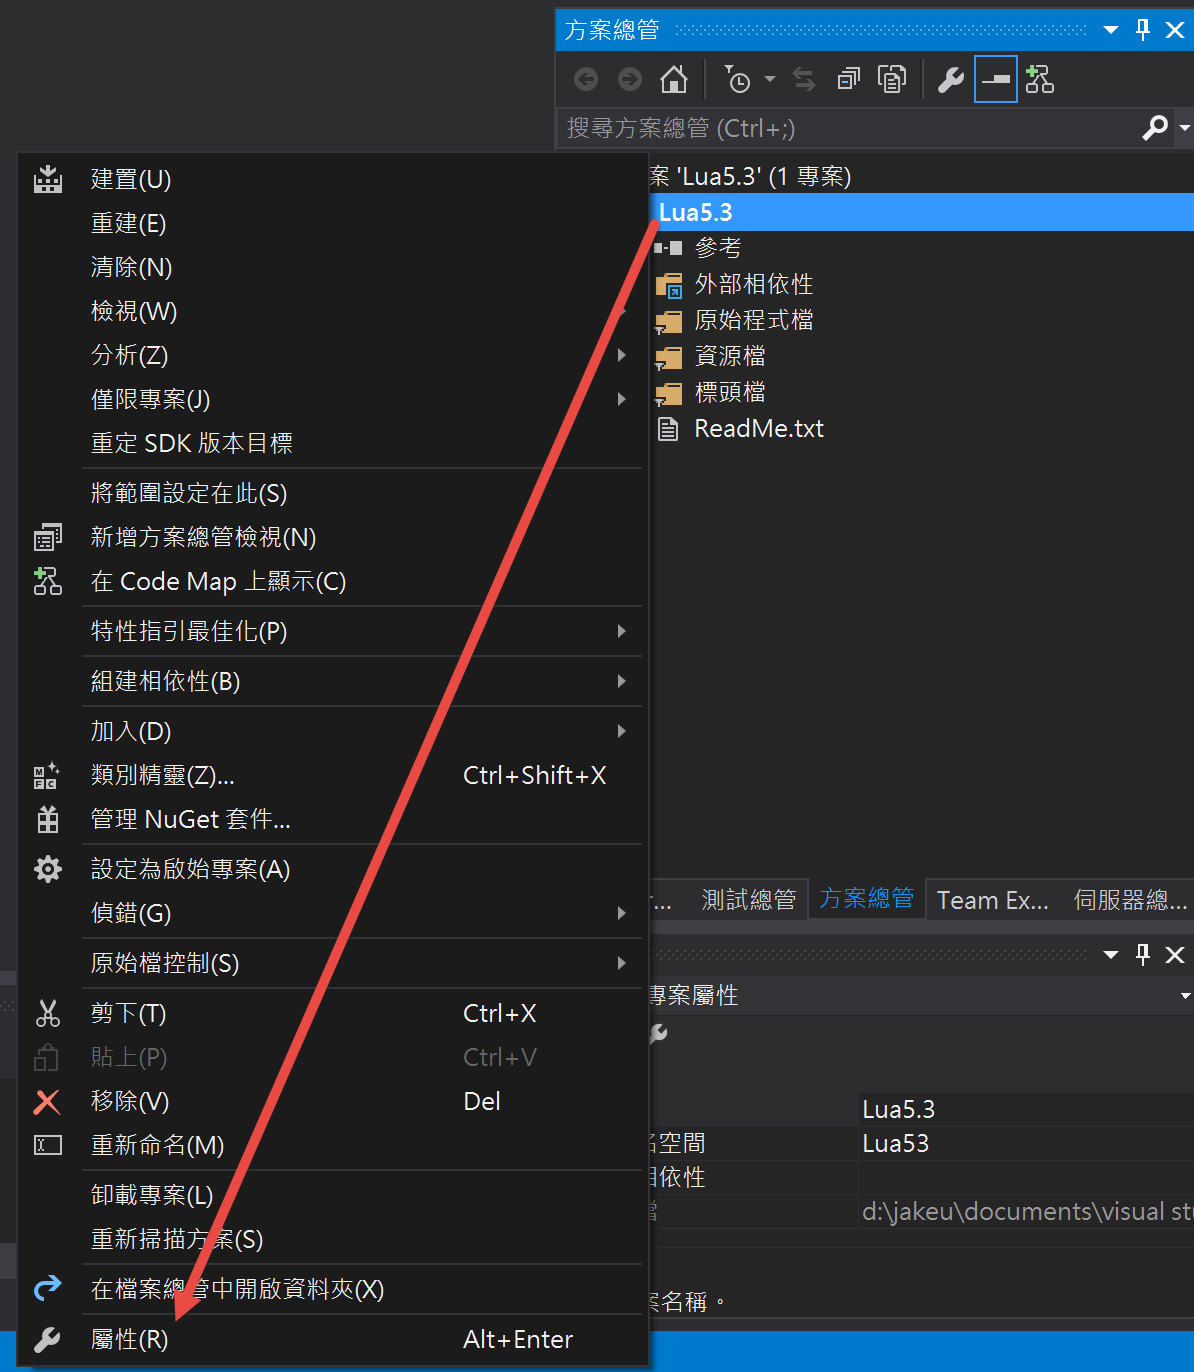 方案總管
搜尋方案總管 (Ctrl+;)
案 'Lua5.3' (1 專案)
Lua5.3
參考
外部相依性
原始程式檔
資源檔
標頭檔
ReadMe.txt
建置(U)
重建(E)
清除(N)
檢視(W)
分析(Z)
僅限專案(J)
重定 SDK 版本目標
將範圍設定在此(S)
新增方案總管檢視(N)
在 Code Map 上顯示(C)
特性指引最佳化(P)
組建相依性(B)
加入(D)
類別精靈(Z)... Ctrl+Shift+X
管理 NuGet 套件...
設定為啟始專案(A)
偵錯(G)
原始檔控制(S)
剪下(T) Ctrl+X
貼上(P) Ctrl+V
移除(V) Del
重新命名(M)
卸載專案(L)
重新掃描方案(S)
在檔案總管中開啟資料夾(X)
屬性(R) Alt+Enter
... 測試總管 方案總管 Team Ex... 伺服器總...
專案屬性
Lua5.3
名空間 Lua53
相依性
檔 d:\jakeu\documents\visual stu
案名稱。